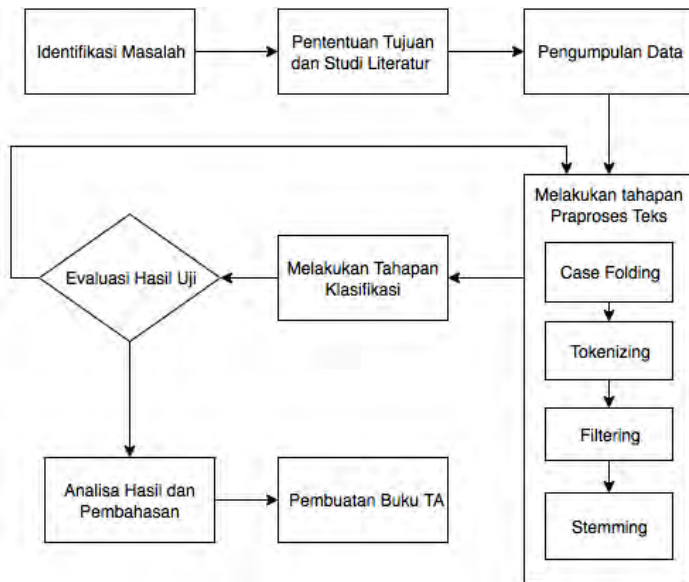 Identifikasi Masalah
Pententuan Tujuan
dan Studi Literatur
Pengumpulan Data
Melakukan tahapan
Praproses Teks
Case Folding
Tokenizing
Filtering
Stemming
Melakukan Tahapan
Klasifikasi
Evaluasi Hasil Uji
Analisa Hasil dan
Pembahasan
Pembuatan Buku TA